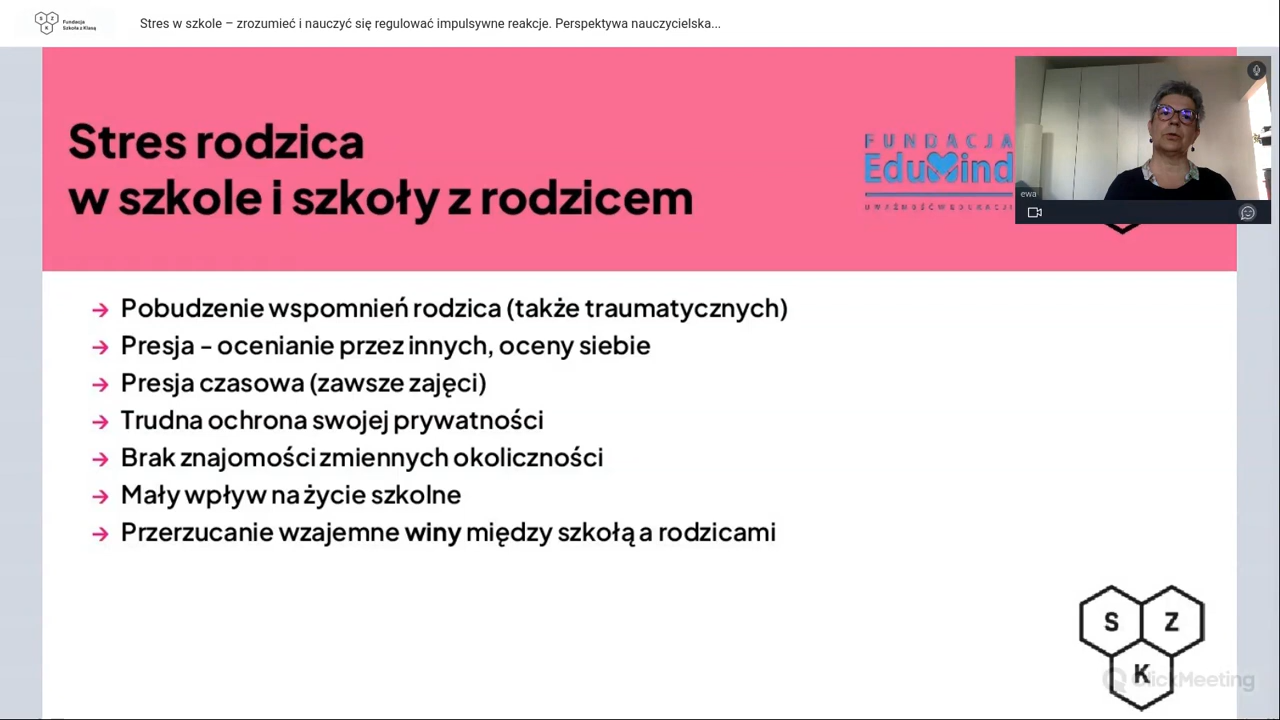 S Z K
Fundacja
Szkoła z Klasą
Stres w szkole – zrozumieć i nauczyć się regulować impulsywne reakcje. Perspektywa nauczycielska...
Stres rodzica
w szkole i szkoły z rodzicem
FUNDACJA
EduMind
UWAŻNOŚĆ W EDUKACJI
ewa
→ Pobudzenie wspomnień rodzica (także traumatycznych)
→ Presja – ocenianie przez innych, oceny siebie
→ Presja czasowa (zawsze zajęci)
→ Trudna ochrona swojej prywatności
→ Brak znajomości zmiennych okoliczności
→ Mały wpływ na życie szkolne
→ Przerzucanie wzajemne winy między szkołą a rodzicami
S Z
K
ClickMeeting